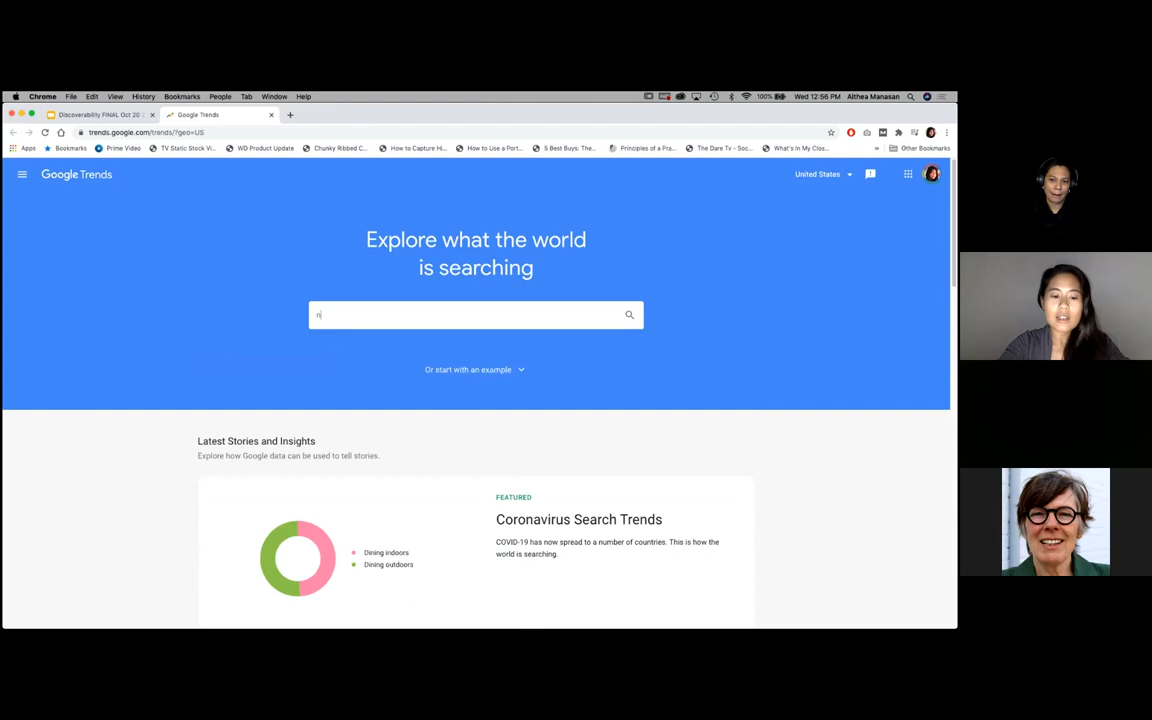 Chrome File Edit View History Bookmarks People Tab Window Help 100% Wed 12:56 PM Althea Manasan
Discoverability FINAL Oct 20 Google Trends
trends.google.com/trends/?geo=US
Apps Bookmarks Prime Video TV Static Stock Vi... WD Product Update Chunky Ribbed C... How to Capture Hi... How to Use a Port... 5 Best Buys: The... Principles of a Pra... The Dare Tv - Soc... What's In My Clos... » Other Bookmarks
Google Trends United States
Explore what the world
is searching
n
Or start with an example
Latest Stories and Insights
Explore how Google data can be used to tell stories.
FEATURED
Coronavirus Search Trends
COVID-19 has now spread to a number of countries. This is how the
world is searching.
Dining indoors
Dining outdoors